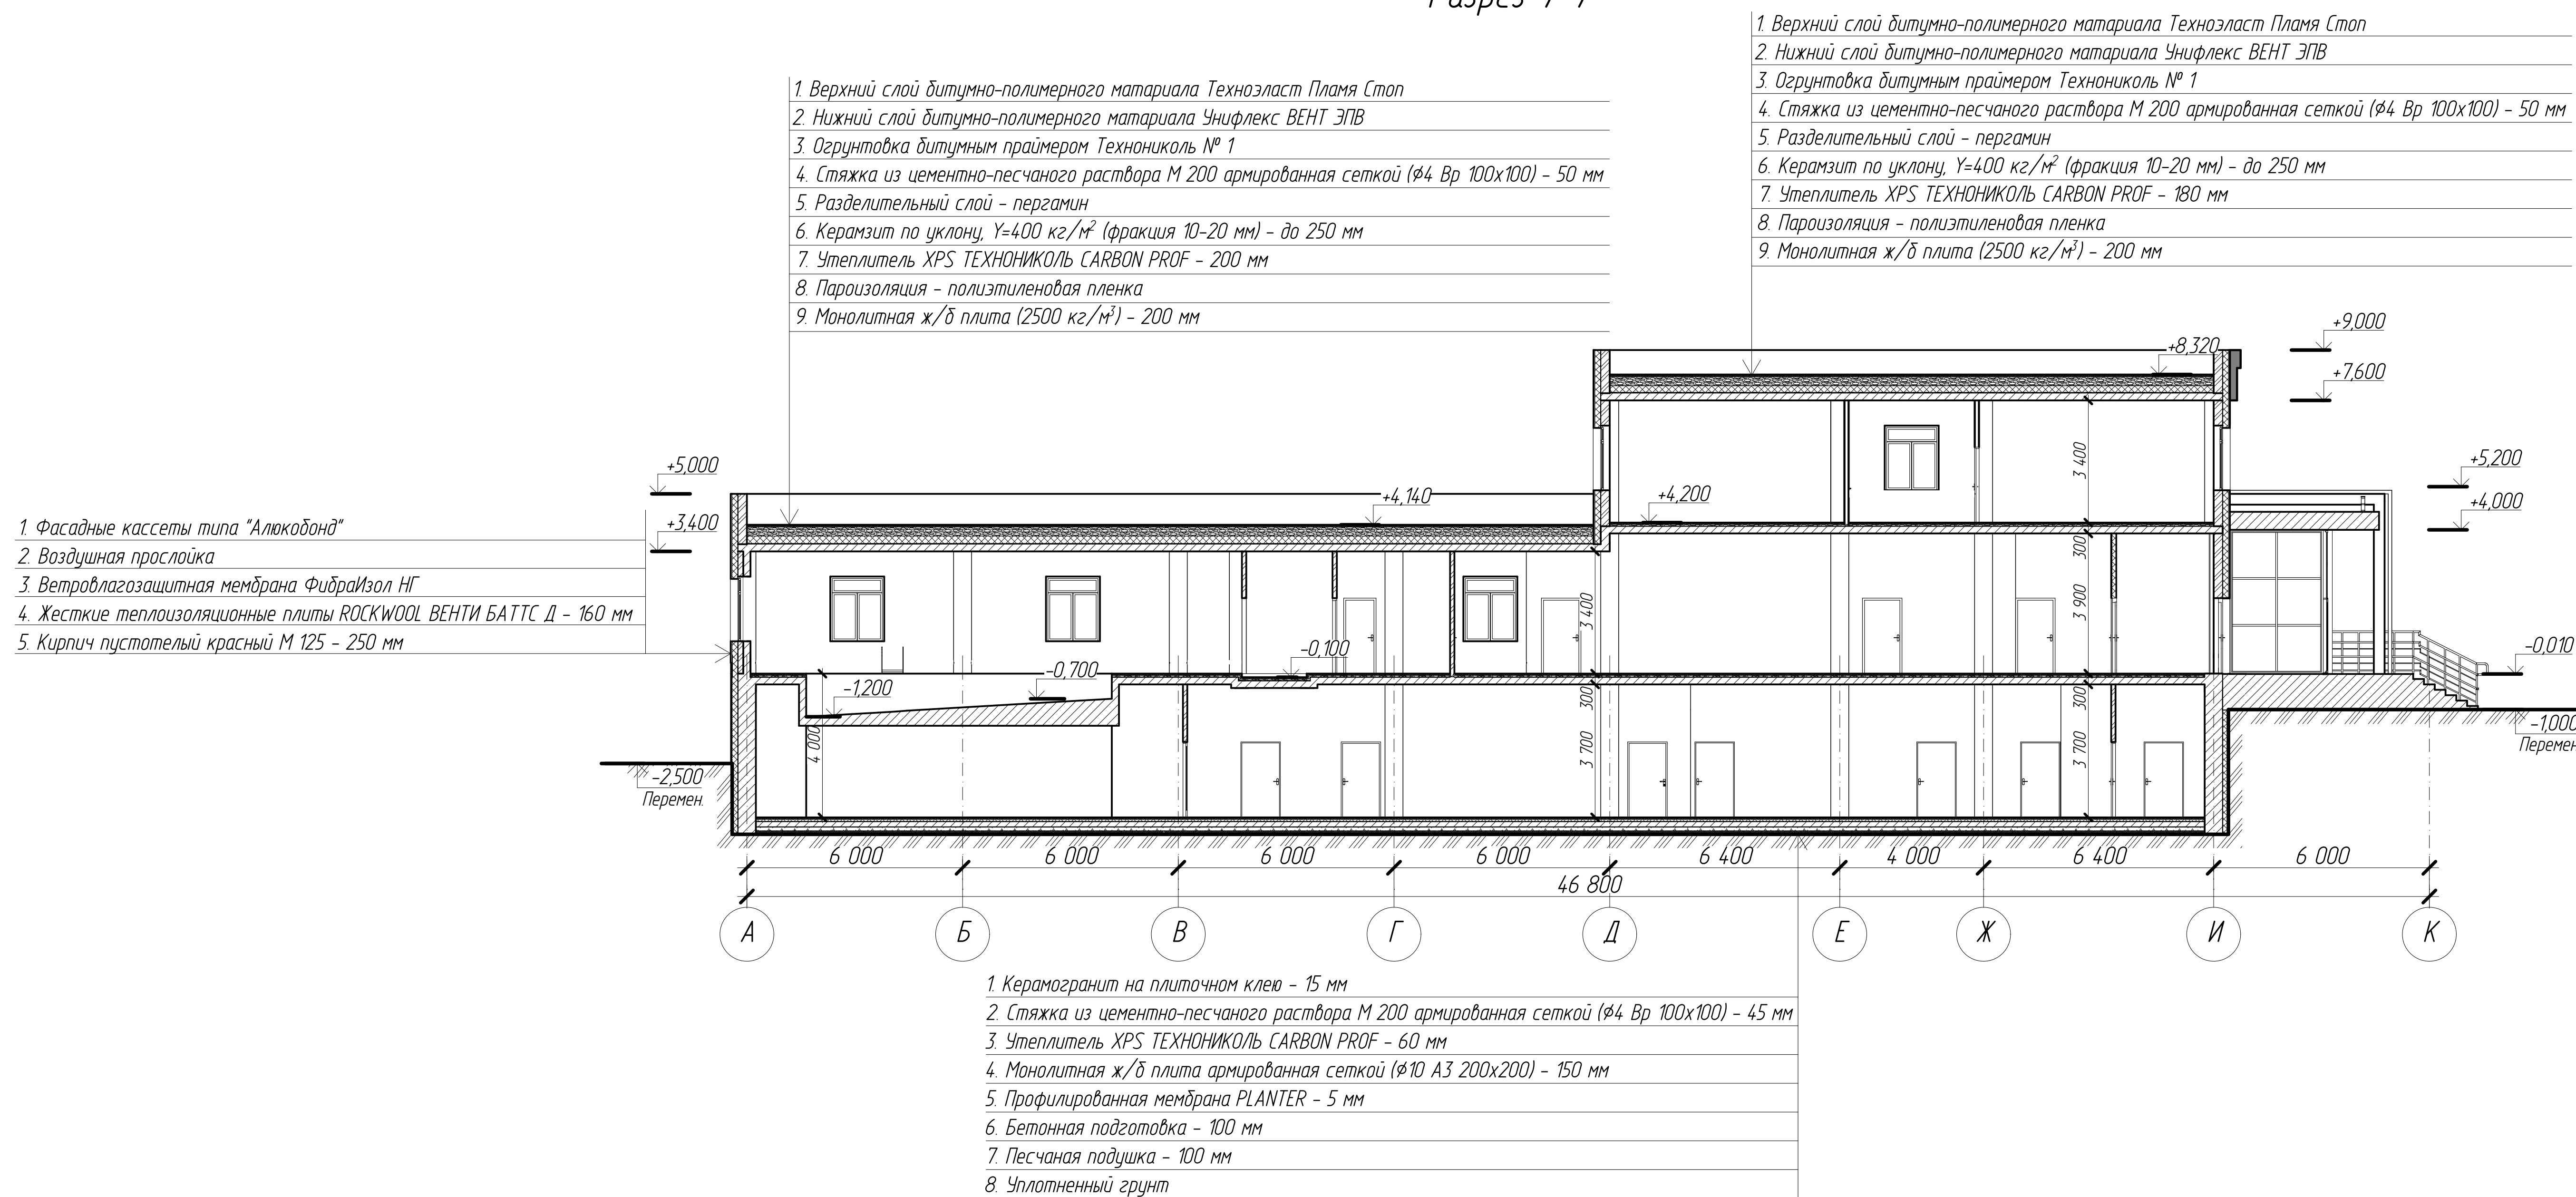 Разрез 1-1
1. Верхний слой битумно-полимерного матариала Техноэласт Пламя Стоп
2. Нижний слой битумно-полимерного матариала Унифлекс ВЕНТ ЭПВ
3. Огрунтовка битумным праймером Технониколь № 1
4. Стяжка из цементно-песчаного раствора М 200 армированная сеткой (ϕ4 Вр 100х100) - 50 мм
5. Разделительный слой - пергамин
6. Керамзит по уклону, Y=400 кг/м² (фракция 10-20 мм) - до 250 мм
7. Утеплитель XPS ТЕХНОНИКОЛЬ CARBON PROF - 180 мм
8. Пароизоляция - полиэтиленовая пленка
9. Монолитная ж/б плита (2500 кг/м³) - 200 мм
1. Верхний слой битумно-полимерного матариала Техноэласт Пламя Стоп
2. Нижний слой битумно-полимерного матариала Унифлекс ВЕНТ ЭПВ
3. Огрунтовка битумным праймером Технониколь № 1
4. Стяжка из цементно-песчаного раствора М 200 армированная сеткой (ϕ4 Вр 100х100) - 50 мм
5. Разделительный слой - пергамин
6. Керамзит по уклону, Y=400 кг/м² (фракция 10-20 мм) - до 250 мм
7. Утеплитель XPS ТЕХНОНИКОЛЬ CARBON PROF - 200 мм
8. Пароизоляция - полиэтиленовая пленка
9. Монолитная ж/б плита (2500 кг/м³) - 200 мм
+9,000
+8,320
+7,600
+5,000
+3,400
+4,140
+4,200
3 400
+5,200
+4,000
1. Фасадные кассеты типа "Алюкобонд"
2. Воздушная прослойка
3. Ветровлагозащитная мембрана ФибраИзол НГ
4. Жесткие теплоизоляционные плиты ROCKWOOL ВЕНТИ БАТТС Д - 160 мм
5. Кирпич пустотелый красный М 125 - 250 мм
3 400
300
3 900
-0,100
-0,700
-1,200
-0,010
4 000
300
3 700
300
3 700
-1,000
Перемен
-2,500
Перемен.
6 000
6 000
6 000
6 000
6 400
4 000
6 400
6 000
46 800
А
Б
В
Г
Д
Е
Ж
И
К
1. Керамогранит на плиточном клею - 15 мм
2. Стяжка из цементно-песчаного раствора М 200 армированная сеткой (ϕ4 Вр 100х100) - 45 мм
3. Утеплитель XPS ТЕХНОНИКОЛЬ CARBON PROF - 60 мм
4. Монолитная ж/б плита армированная сеткой (ϕ10 А3 200х200) - 150 мм
5. Профилированная мембрана PLANTER - 5 мм
6. Бетонная подготовка - 100 мм
7. Песчаная подушка - 100 мм
8. Уплотненный грунт